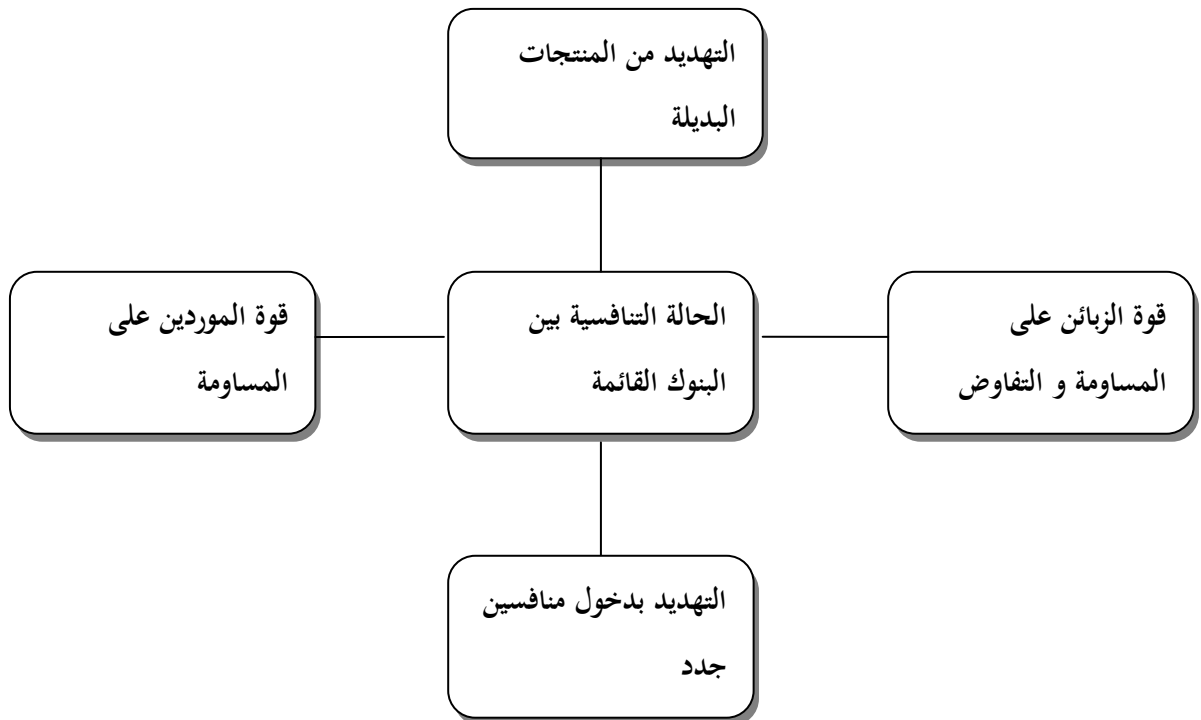 التهديد من المنتجات
البديلة
قوة الزبائن على
المساومة و التفاوض
الحالة التنافسية بين
البنوك القائمة
قوة الموردين على
المساومة
التهديد بدخول منافسين
جدد